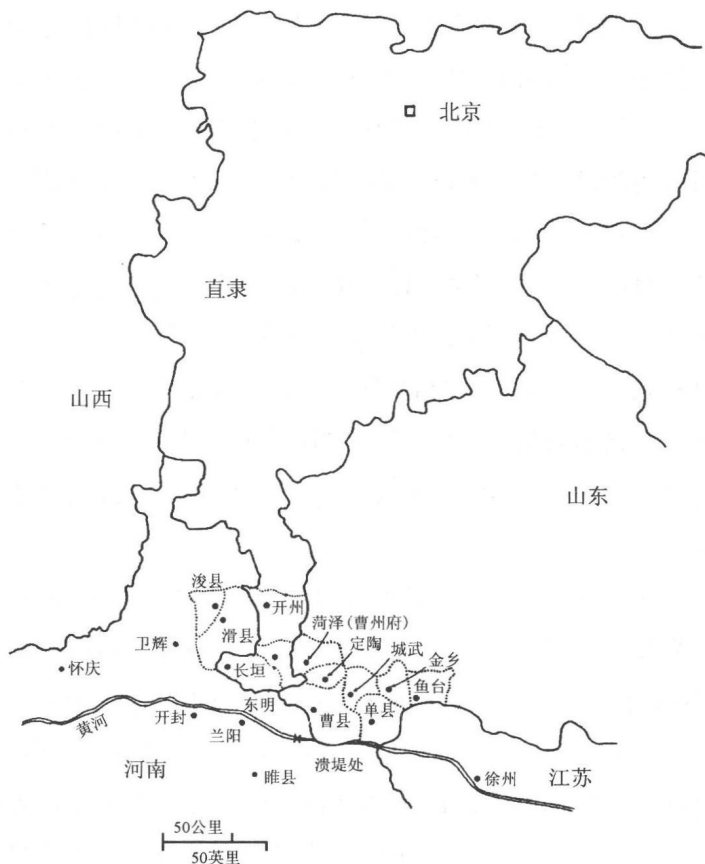 北京
直隶
山西
山东
浚县
开州
菏泽(曹州府)
滑县
定陶
卫辉
城武
金乡
怀庆
长垣
鱼台
东明
曹县
单县
黄河
开封
兰阳
河南
溃堤处
睢县
徐州
江苏
50公里
50英里